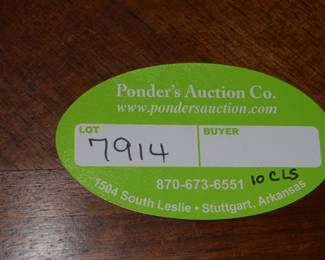 Ponder's Auction Co.
www.pondersauction.com
LOT BUYER
7914
870-673-6551 10 CLS
1504 South Leslie • Stuttgart, Arkansas